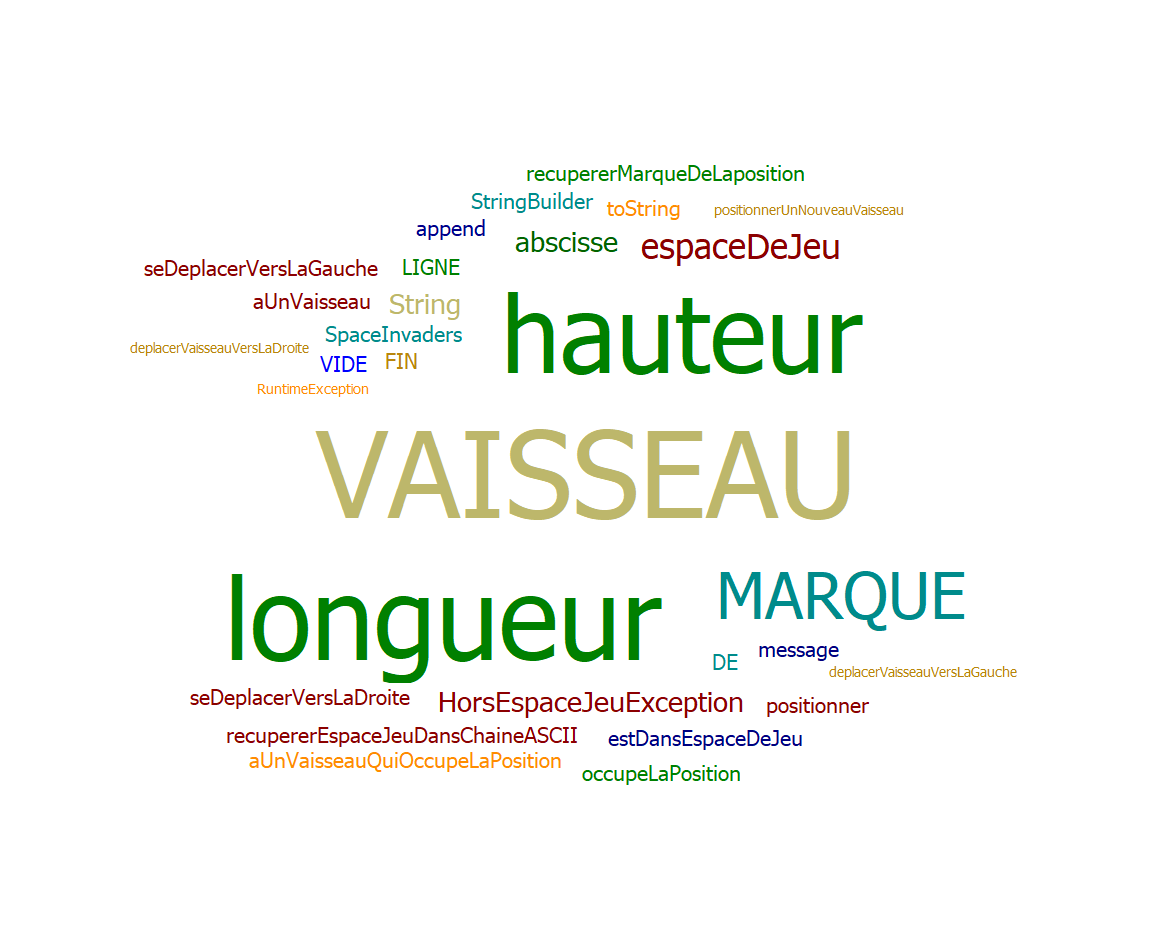 recupererMarqueDeLaposition
StringBuilder toString positionnerUnNouveauVaisseau
append abscisse espaceDeJeu
seDeplacerVersLaGauche LIGNE
aUnVaisseau String hauteur
SpaceInvaders
deplacerVaisseauVersLaDroite VIDE FIN
RuntimeException
VAISSEAU
longueur MARQUE
DE message
deplacerVaisseauVersLaGauche
seDeplacerVersLaDroite HorsEspaceJeuException positionner
recupererEspaceJeuDansChaineASCII estDansEspaceDeJeu
aUnVaisseauQuiOccupeLaPosition occupeLaPosition